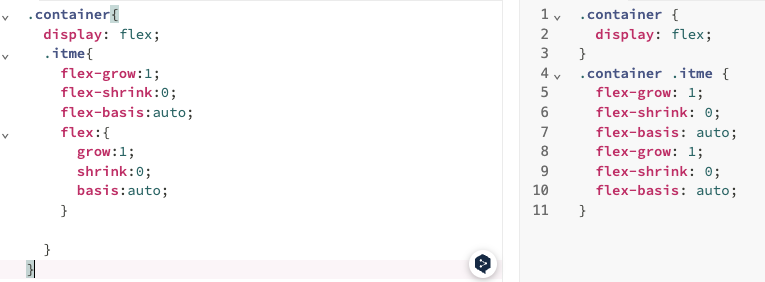 .container{
display: flex;
.itme{
flex-grow:1;
flex-shrink:0;
flex-basis:auto;
flex:{
grow:1;
shrink:0;
basis:auto;
}
}
}
1 .container {
2 display: flex;
3 }
4 .container .itme {
5 flex-grow: 1;
6 flex-shrink: 0;
7 flex-basis: auto;
8 flex-grow: 1;
9 flex-shrink: 0;
10 flex-basis: auto;
11 }